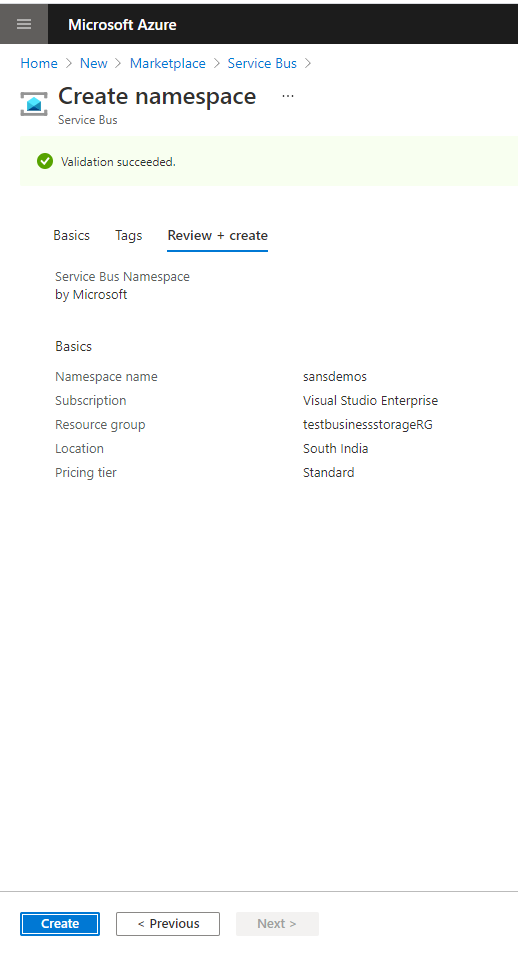 Microsoft Azure
Home > New > Marketplace > Service Bus >
Create namespace ...
Service Bus
Validation succeeded.
Basics Tags Review + create
Service Bus Namespace
by Microsoft
Basics
Namespace name sansdemos
Subscription Visual Studio Enterprise
Resource group testbusinessstorageRG
Location South India
Pricing tier Standard
Create < Previous Next >